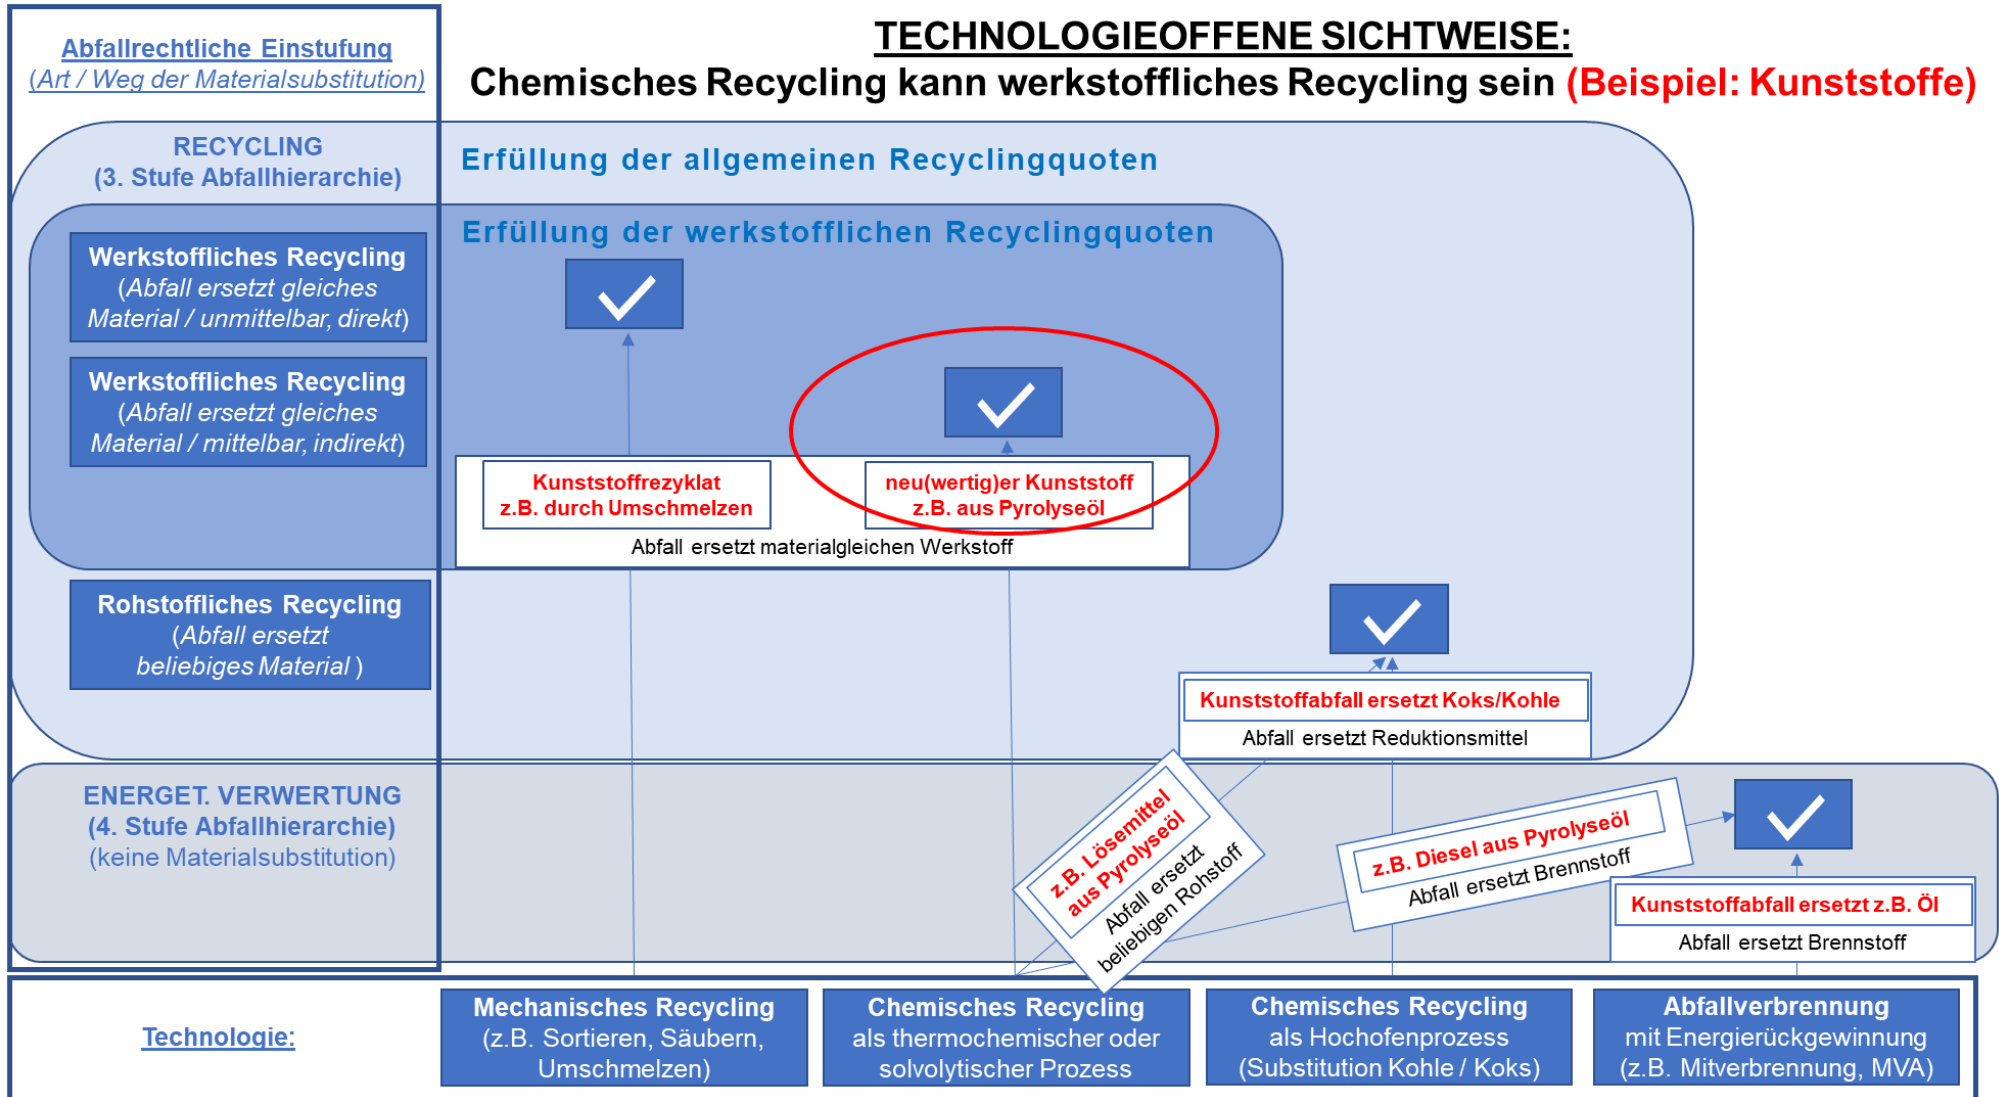 TECHNOLOGIEOFFENE SICHTWEISE:
Chemisches Recycling kann werkstoffliches Recycling sein (Beispiel: Kunststoffe)
Abfallrechtliche Einstufung
(Art / Weg der Materialsubstitution)
RECYCLING
(3. Stufe Abfallhierarchie)
Erfüllung der allgemeinen Recyclingquoten
Erfüllung der werkstofflichen Recyclingquoten
Werkstoffliches Recycling
(Abfall ersetzt gleiches
Material / unmittelbar, direkt)
Werkstoffliches Recycling
(Abfall ersetzt gleiches
Material / mittelbar, indirekt)
Kunststoffrezyklat
z.B. durch Umschmelzen
neu(wertig)er Kunststoff
z.B. aus Pyrolyseöl
Abfall ersetzt materialgleichen Werkstoff
Rohstoffliches Recycling
(Abfall ersetzt
beliebiges Material )
Kunststoffabfall ersetzt Koks/Kohle
Abfall ersetzt Reduktionsmittel
ENERGET. VERWERTUNG
(4. Stufe Abfallhierarchie)
(keine Materialsubstitution)
z.B. Lösemittel
aus Pyrolyseöl
Abfall ersetzt
beliebigen Rohstoff
z.B. Diesel aus Pyrolyseöl
Abfall ersetzt Brennstoff
Kunststoffabfall ersetzt z.B. Öl
Abfall ersetzt Brennstoff
Technologie:
Mechanisches Recycling
(z.B. Sortieren, Säubern,
Umschmelzen)
Chemisches Recycling
als thermochemischer oder
solvolytischer Prozess
Chemisches Recycling
als Hochofenprozess
(Substitution Kohle / Koks)
Abfallverbrennung
mit Energierückgewinnung
(z.B. Mitverbrennung, MVA)